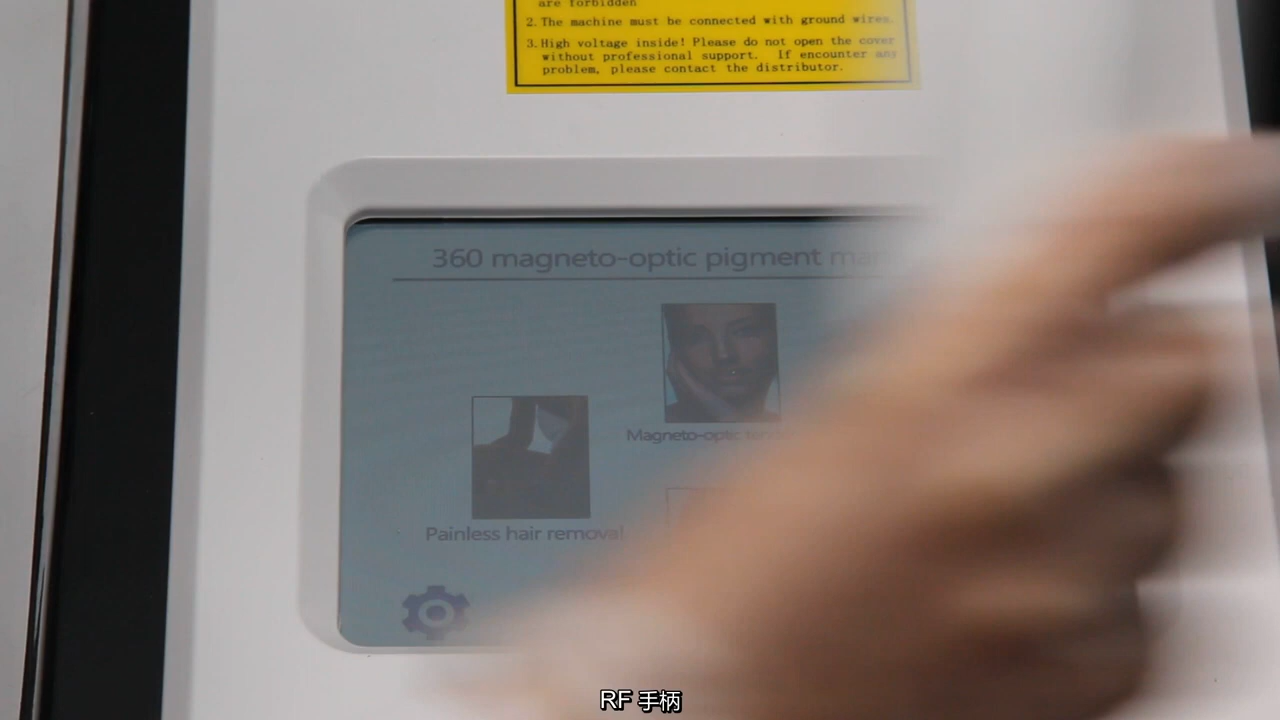 are forbidden
2. The machine must be connected with ground wires.
3. High voltage inside! Please do not open the cover
without professional support. If encounter any
problem, please contact the distributor.
360 magneto-optic pigment
Magneto-optic
Painless hair removal
RF 手柄